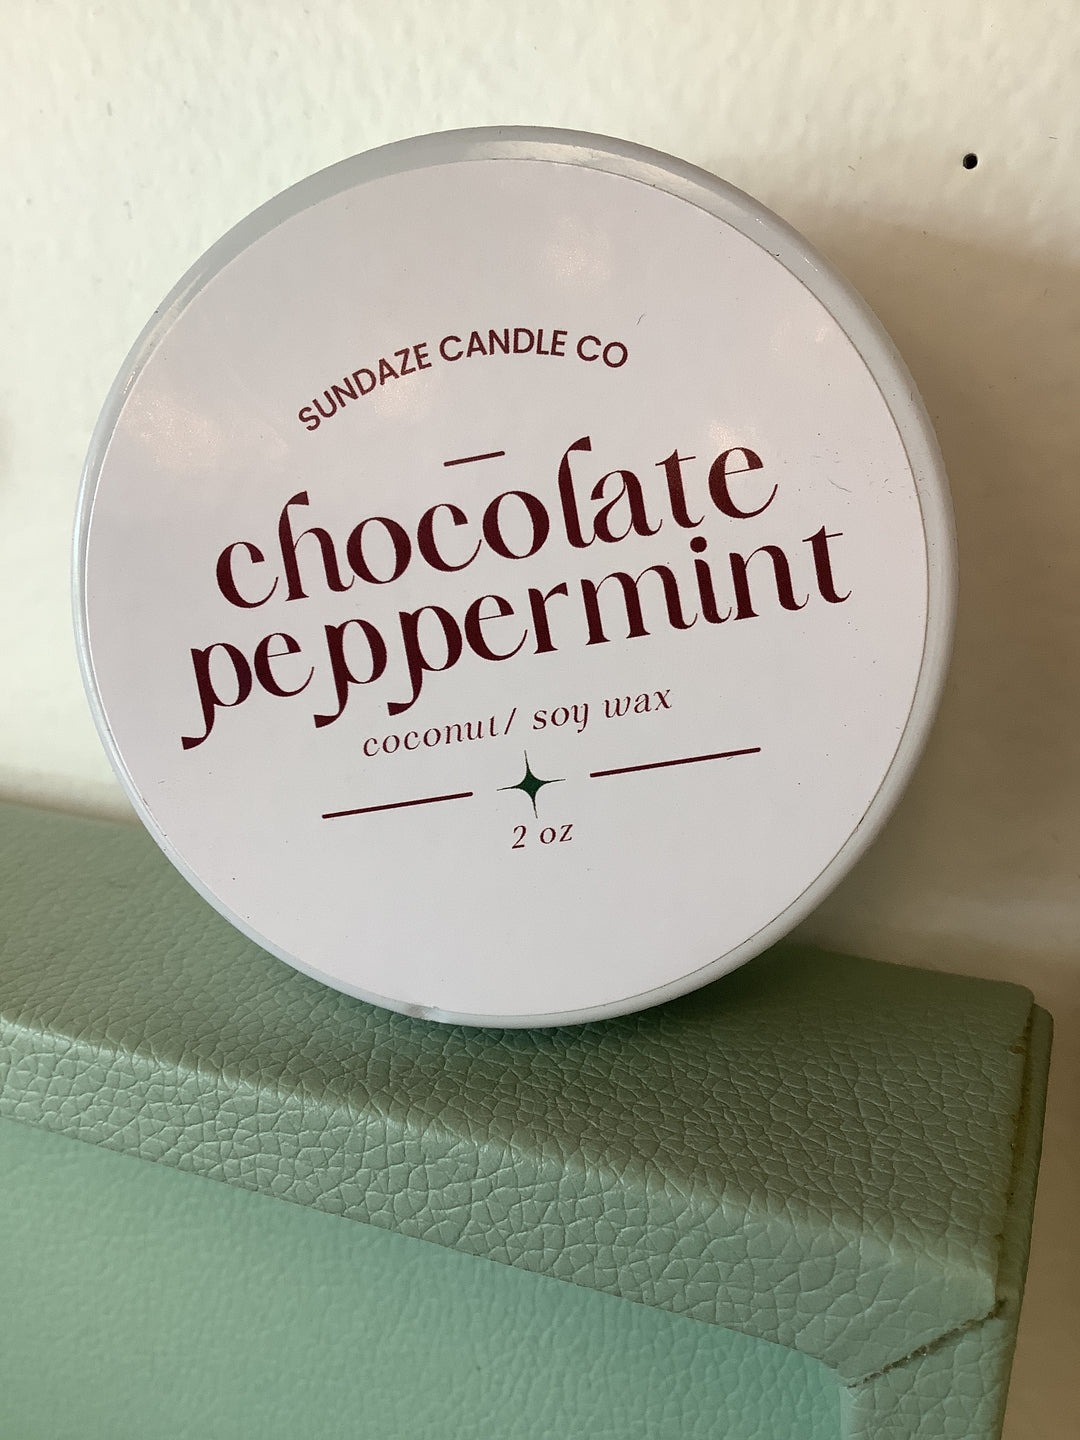 SUNDAZE CANDLE CO
chocolate
peppermint
coconut/ soy wax
2 oz